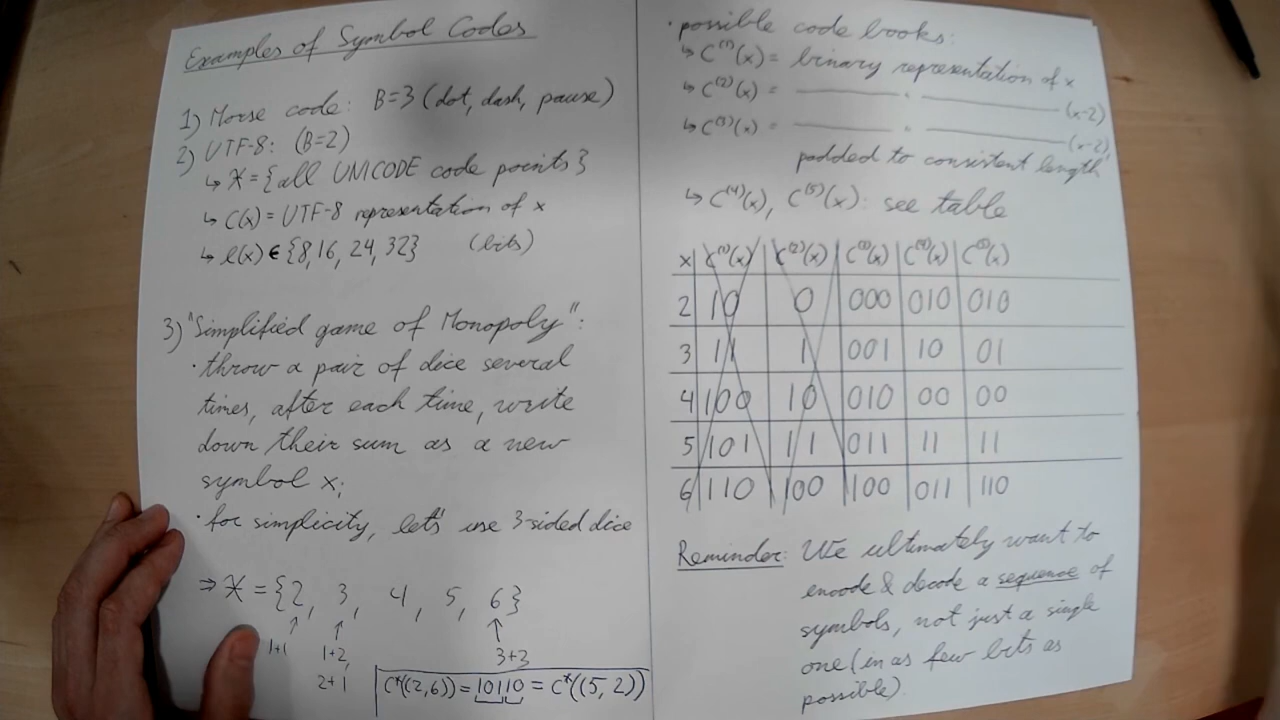 Examples of Symbol Codes
1) Morse code: B=3 (dot, dash, pause)
2) UTF-8: (B=2)
↳ X = {all UNICODE code points}
↳ C(x) = UTF-8 representation of x
↳ ℓ(x) ∈ {8,16, 24, 32} (bits)
3) "Simplified game of Monopoly":
· throw a pair of dice several
times, after each time, write
down their sum as a new
symbol xᵢ
· for simplicity, let's use 3-sided dice
⇒ X = {2, 3, 4, 5, 6}
↑ ↑ ↑
1+1 1+2, 3+3
2+1
C*((2,6)) = 10110 = C*((5, 2))
· possible code books:
↳ C⁽¹⁾(x) = binary representation of x
↳ C⁽²⁾(x) = —— " —— (x-2)
↳ C⁽³⁾(x) = —— " —— (x-2)
padded to consistent length
↳ C⁽⁴⁾(x), C⁽⁵⁾(x): see table
x C⁽¹⁾(x) C⁽²⁾(x) C⁽³⁾(x) C⁽⁴⁾(x) C⁽⁵⁾(x)
2 10 0 000 010 010
3 11 1 001 10 01
4 100 10 010 00 00
5 101 11 011 11 11
6 110 100 100 011 110
Reminder: We ultimately want to
encode & decode a sequence of
symbols, not just a single
one (in as few bits as
possible).